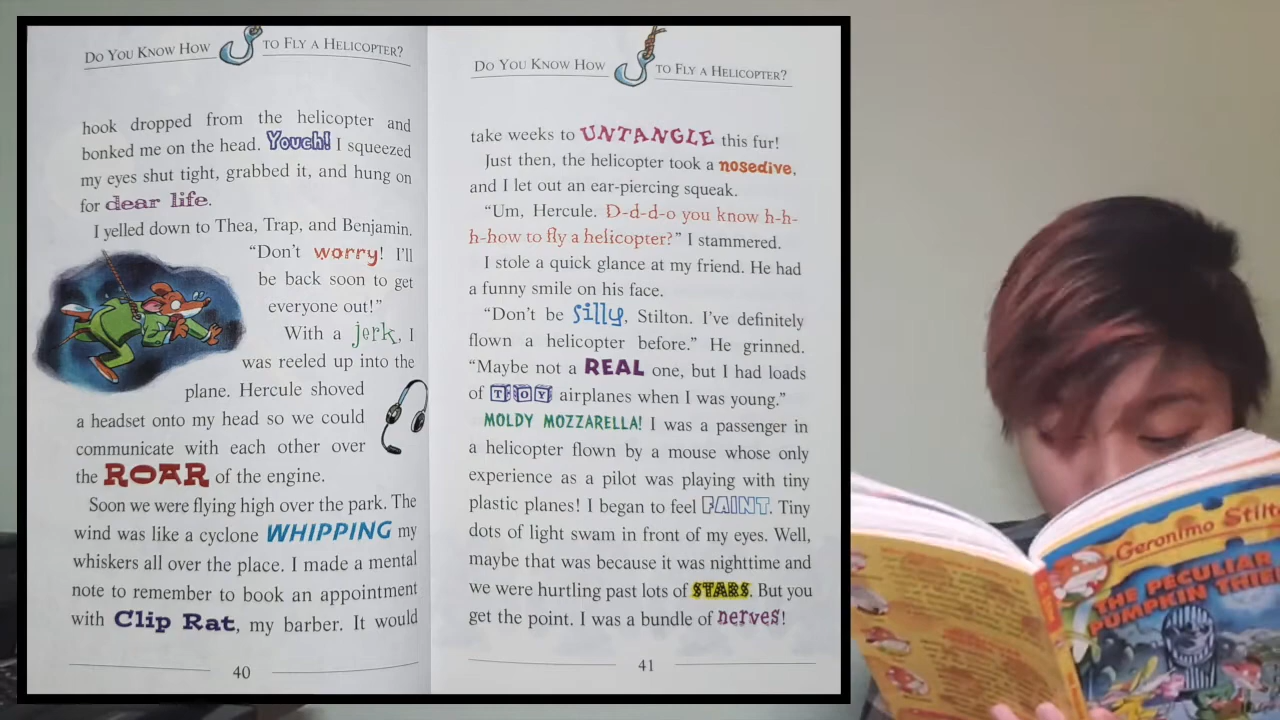 DO YOU KNOW HOW TO FLY A HELICOPTER?
hook dropped from the helicopter and
bonked me on the head. Youch! I squeezed
my eyes shut tight, grabbed it, and hung on
for dear life.
I yelled down to Thea, Trap, and Benjamin.
"Don't worry! I'll
be back soon to get
everyone out!"
With a jerk, I
was reeled up into the
plane. Hercule shoved
a headset onto my head so we could
communicate with each other over
the ROAR of the engine.
Soon we were flying high over the park. The
wind was like a cyclone WHIPPING my
whiskers all over the place. I made a mental
note to remember to book an appointment
with Clip Rat, my barber. It would
40
DO YOU KNOW HOW TO FLY A HELICOPTER?
take weeks to UNTANGLE this fur!
Just then, the helicopter took a nosedive,
and I let out an ear-piercing squeak.
"Um, Hercule. D-d-d-o you know h-h-
h-how to fly a helicopter?" I stammered.
I stole a quick glance at my friend. He had
a funny smile on his face.
"Don't be silly, Stilton. I've definitely
flown a helicopter before." He grinned.
"Maybe not a REAL one, but I had loads
of TOY airplanes when I was young."
MOLDY MOZZARELLA! I was a passenger in
a helicopter flown by a mouse whose only
experience as a pilot was playing with tiny
plastic planes! I began to feel FAINT. Tiny
dots of light swam in front of my eyes. Well,
maybe that was because it was nighttime and
we were hurtling past lots of STARS. But you
get the point. I was a bundle of nerves!
41
Geronimo Stilton
THE PECULIAR
PUMPKIN THIEF